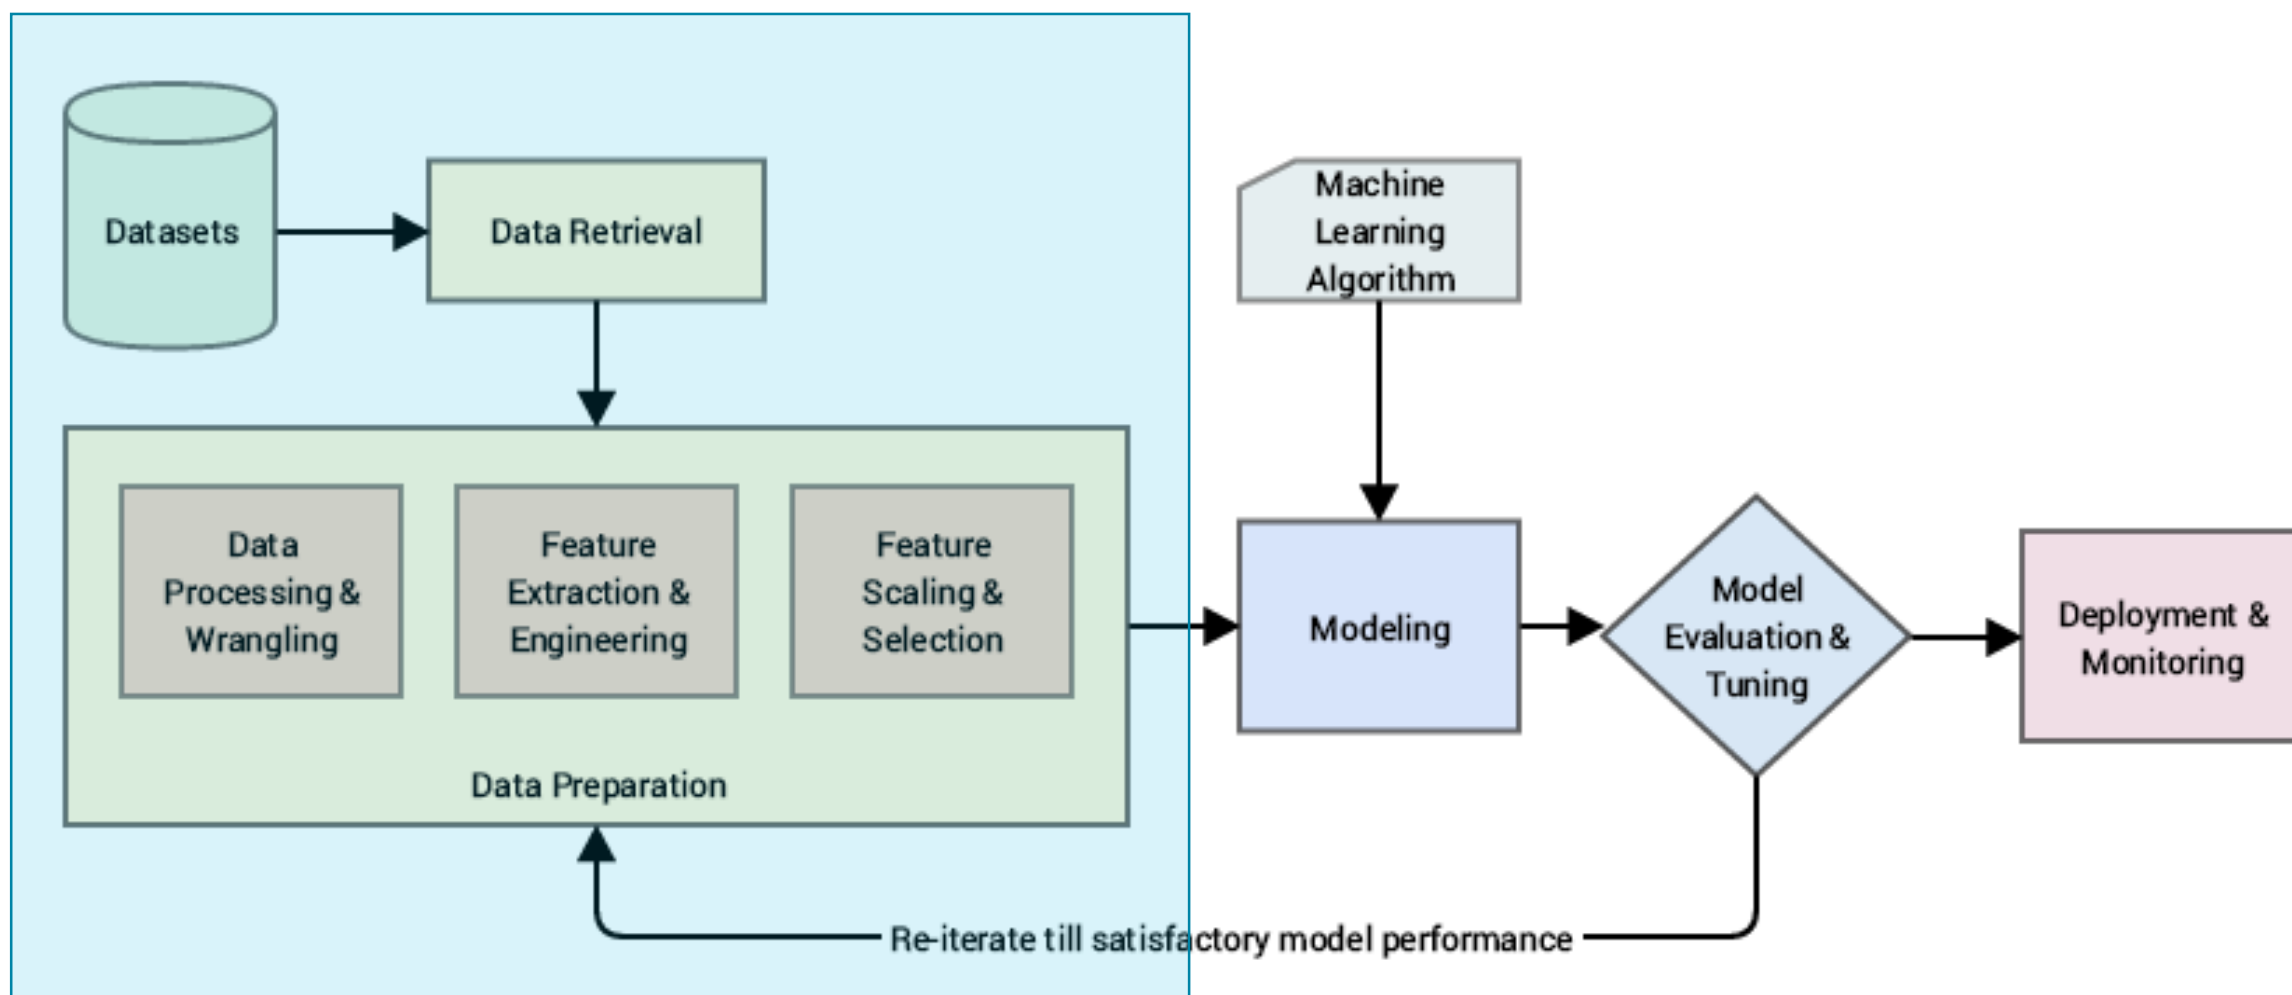 Datasets
Data Retrieval
Machine
Learning
Algorithm
Data
Processing &
Wrangling
Feature
Extraction &
Engineering
Feature
Scaling &
Selection
Data Preparation
Modeling
Model
Evaluation &
Tuning
Deployment &
Monitoring
Re-iterate till satisfactory model performance